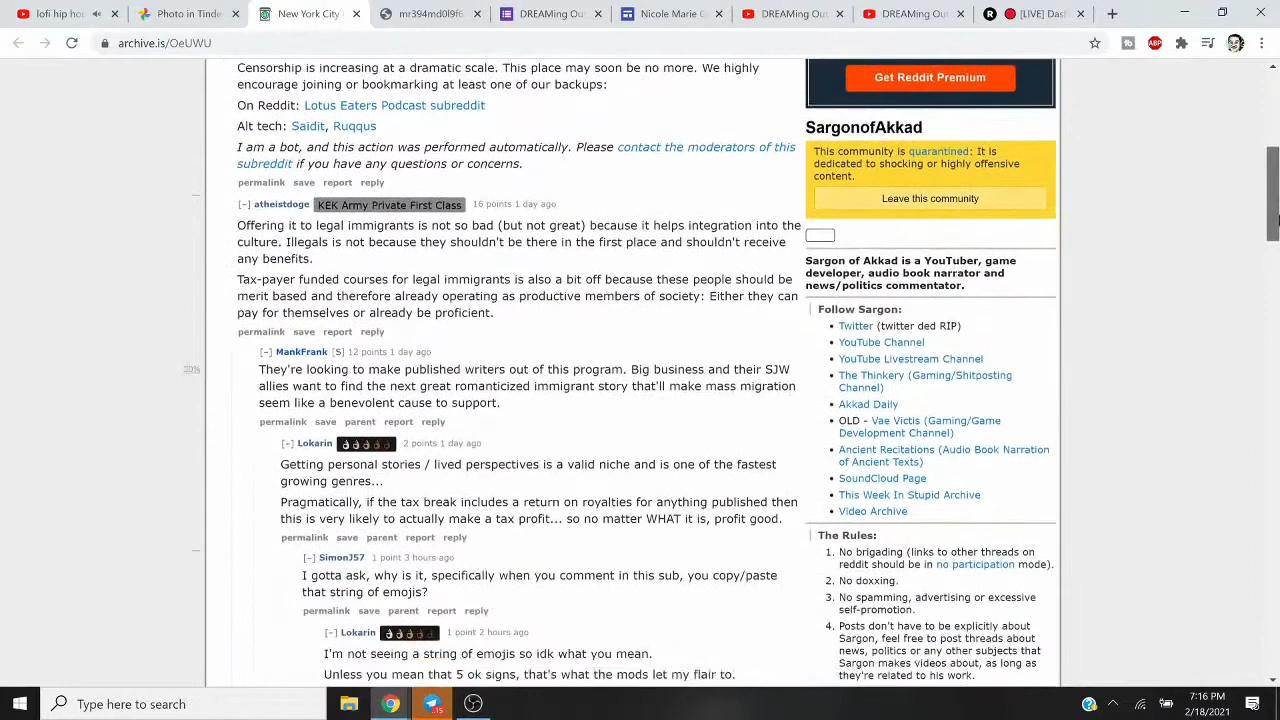 lofi hip hou
Photo in Tinde
New York City
mr394md0l9f6
DREAMing Ou
Nicole Marie G
DREAMing Ou
DREAMing Ou
[LIVE] Dash
archive.is/OeUWU
ABP
Censorship is increasing at a dramatic scale. This place may soon be no more. We highly
encourage joining or bookmarking at least one of our backups:
On Reddit: Lotus Eaters Podcast subreddit
Alt tech: Saidit, Ruqqus
I am a bot, and this action was performed automatically. Please contact the moderators of this
subreddit if you have any questions or concerns.
permalink save report reply
[–] atheistdoge KEK Army Private First Class 16 points 1 day ago
Offering it to legal immigrants is not so bad (but not great) because it helps integration into the
culture. Illegals is not because they shouldn't be there in the first place and shouldn't receive
any benefits.
Tax-payer funded courses for legal immigrants is also a bit off because these people should be
merit based and therefore already operating as productive members of society: Either they can
pay for themselves or already be proficient.
permalink save report reply
[–] MankFrank [S] 12 points 1 day ago
They're looking to make published writers out of this program. Big business and their SJW
allies want to find the next great romanticized immigrant story that'll make mass migration
seem like a benevolent cause to support.
permalink save parent report reply
[–] Lokarin 👌👌👌👌👌 2 points 1 day ago
Getting personal stories / lived perspectives is a valid niche and is one of the fastest
growing genres...
Pragmatically, if the tax break includes a return on royalties for anything published then
this is very likely to actually make a tax profit... so no matter WHAT it is, profit good.
permalink save parent report reply
[–] SimonJ57 1 point 3 hours ago
I gotta ask, why is it, specifically when you comment in this sub, you copy/paste
that string of emojis?
permalink save parent report reply
[–] Lokarin 👌👌👌👌👌 1 point 2 hours ago
I'm not seeing a string of emojis so idk what you mean.
Unless you mean that 5 ok signs, that's what the mods let my flair to.
Get Reddit Premium
SargonofAkkad
This community is quarantined: It is
dedicated to shocking or highly offensive
content.
Leave this community
Sargon of Akkad is a YouTuber, game
developer, audio book narrator and
news/politics commentator.
Follow Sargon:
• Twitter (twitter ded RIP)
• YouTube Channel
• YouTube Livestream Channel
• The Thinkery (Gaming/Shitposting
Channel)
• Akkad Daily
• OLD - Vae Victis (Gaming/Game
Development Channel)
• Ancient Recitations (Audio Book Narration
of Ancient Texts)
• SoundCloud Page
• This Week In Stupid Archive
• Video Archive
The Rules:
1. No brigading (links to other threads on
reddit should be in no participation mode).
2. No doxxing.
3. No spamming, advertising or excessive
self-promotion.
4. Posts don't have to be explicitly about
Sargon, feel free to post threads about
news, politics or any other subjects that
Sargon makes videos about, as long as
they're related to his work.
Type here to search
15
7:16 PM
2/18/2021